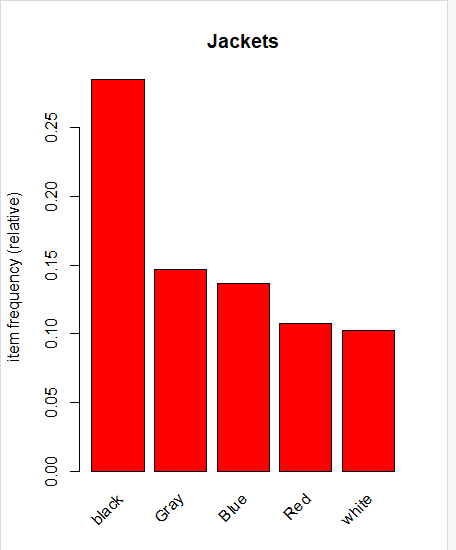 Jackets
item frequency (relative)
0.25
0.20
0.15
0.10
0.05
0.00
black
Gray
Blue
Red
white